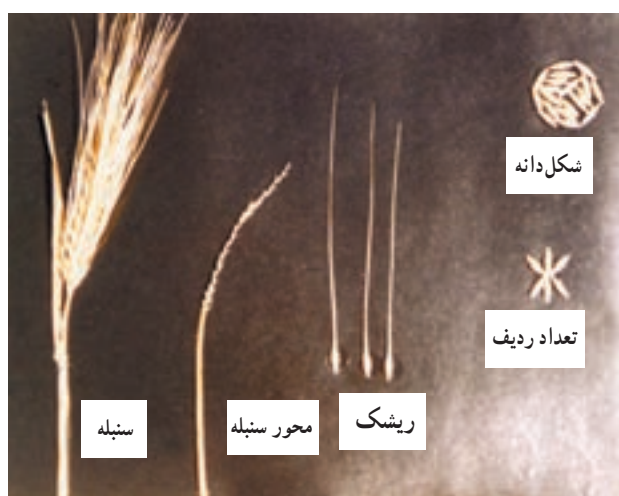 شکل دانه
تعداد ردیف
ریشک
محور سنبله
سنبله